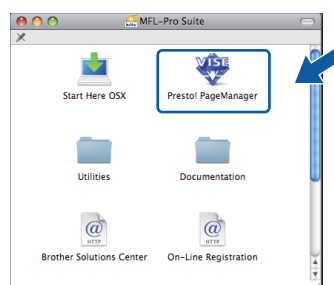 MFL-Pro Suite
VISE
Start Here OSX
Presto! PageManager
Utilities
Documentation
@
HTTP
@
HTTP
Brother Solutions Center
On-Line Registration